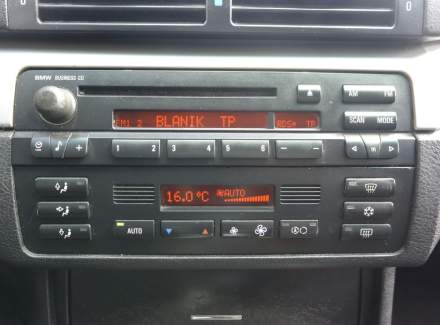 BMW BUSINESS CD
AM FM
FM1 2 BLANIK TP RDS* TP
SCAN MODE
1 2 3 4 5 6
m
16.0°C AUTO
AUTO